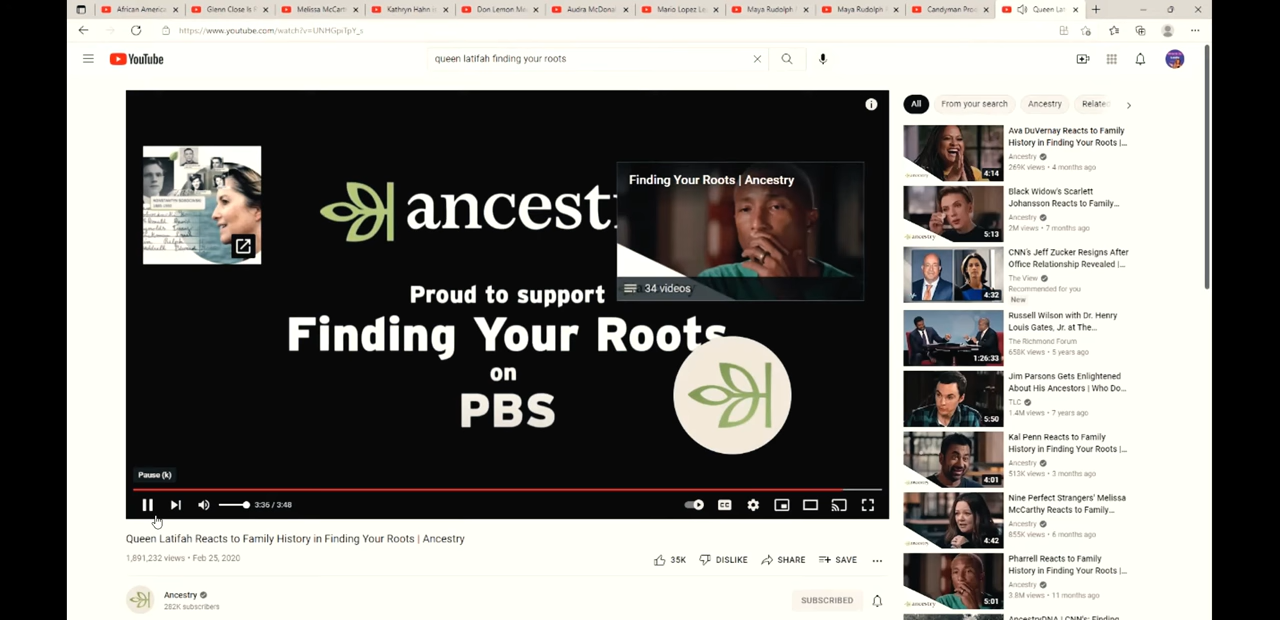 African America
Glenn Close Is R
Melissa McCart
Kathryn Hahn is
Don Lemon Me
Audra McDonal
Mario Lopez Le
Maya Rudolph
Maya Rudolph
Candyman Proc
Queen Lat
YouTube
queen latifah finding your roots
All
From your search
Ancestry
Related
ancest
Finding Your Roots | Ancestry
34 videos
Proud to support
Finding Your Roots
on
PBS
Pause (k)
3:36 / 3:48
CC
Queen Latifah Reacts to Family History in Finding Your Roots | Ancestry
1,891,232 views • Feb 25, 2020
35K
DISLIKE
SHARE
SAVE
Ancestry
282K subscribers
SUBSCRIBED
Ava DuVernay Reacts to Family
History in Finding Your Roots |...
Ancestry
269K views • 4 months ago
4:14
Black Widow's Scarlett
Johansson Reacts to Family...
Ancestry
2M views • 7 months ago
5:13
CNN's Jeff Zucker Resigns After
Office Relationship Revealed |...
The View
Recommended for you
New
4:32
Russell Wilson with Dr. Henry
Louis Gates, Jr. at The...
The Richmond Forum
658K views • 5 years ago
1:26:33
Jim Parsons Gets Enlightened
About His Ancestors | Who Do...
TLC
1.4M views • 7 years ago
5:50
Kal Penn Reacts to Family
History in Finding Your Roots |...
Ancestry
513K views • 3 months ago
4:01
Nine Perfect Strangers' Melissa
McCarthy Reacts to Family...
Ancestry
855K views • 6 months ago
4:42
Pharrell Reacts to Family
History in Finding Your Roots |...
Ancestry
3.8M views • 11 months ago
5:01
AncestryDNA | CNN's: Finding